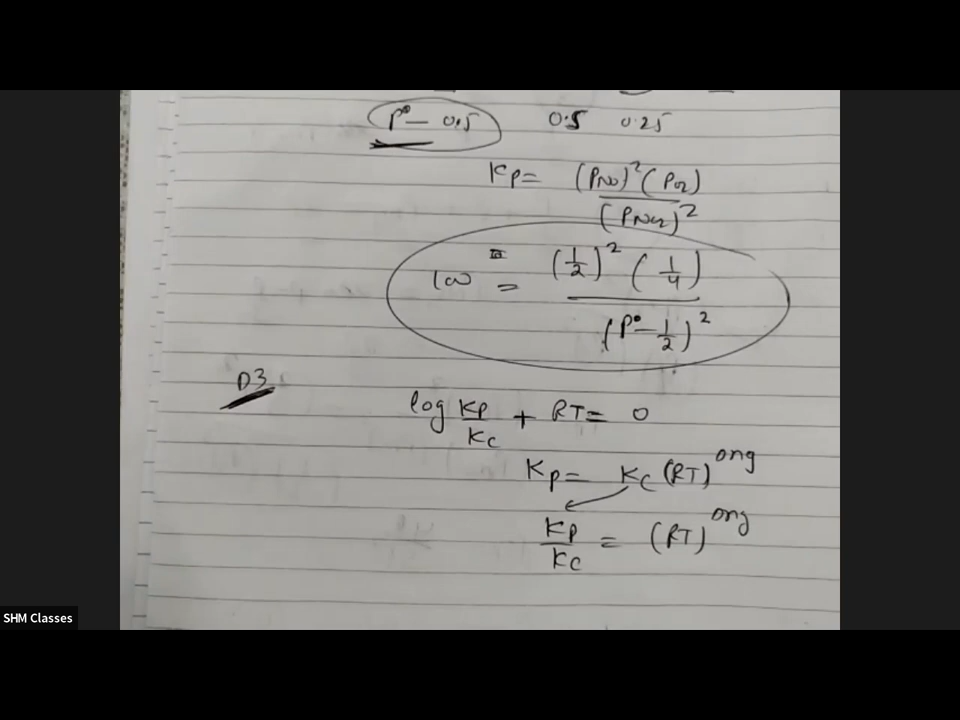 P° - 0.5 0.5 0.25
Kp = (PNO)²(PO2)
(PNO2)²
100 = (1/2)² (1/4)
(P° - 1/2)²
D3
log Kp/Kc + RT = 0
Kp = Kc (RT)^Δng
Kp/Kc = (RT)^Δng
SHM Classes